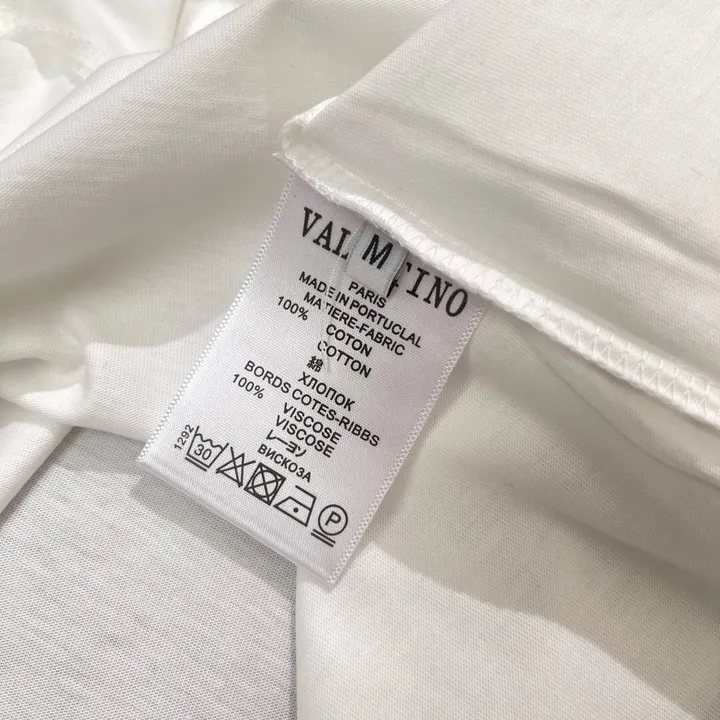 VAL TINO
M
PARIS
MADE IN PORTUCLAL
MATIERE-FABRIC
100% COTON
COTTON
綿
ХЛОПОК
BORDS COTES-RIBBS
100% VISCOSE
VISCOSE
レーヨン
ВИСКОЗА
1292
30
P